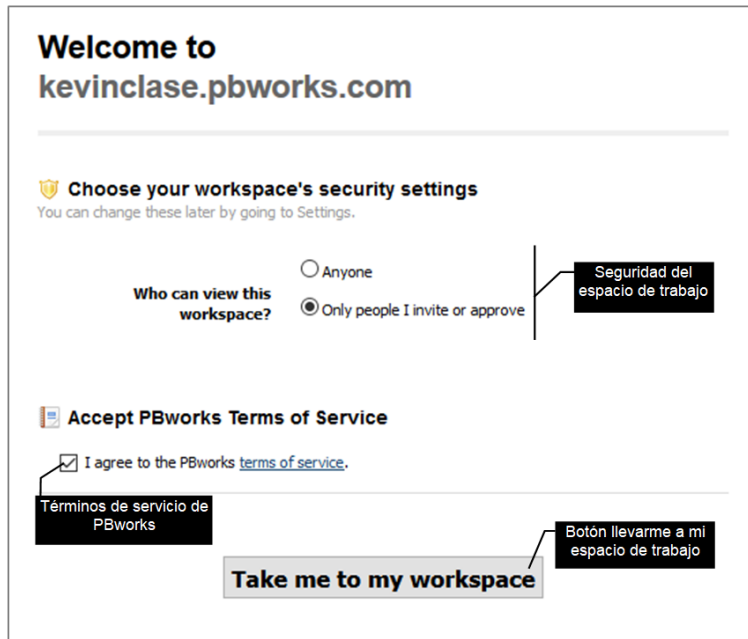 Welcome to
kevinclase.pbworks.com
Choose your workspace's security settings
You can change these later by going to Settings.
Who can view this
workspace?
Anyone
Only people I invite or approve
Seguridad del
espacio de trabajo
Accept PBworks Terms of Service
I agree to the PBworks terms of service.
Términos de servicio de
PBworks
Botón llevarme a mi
espacio de trabajo
Take me to my workspace